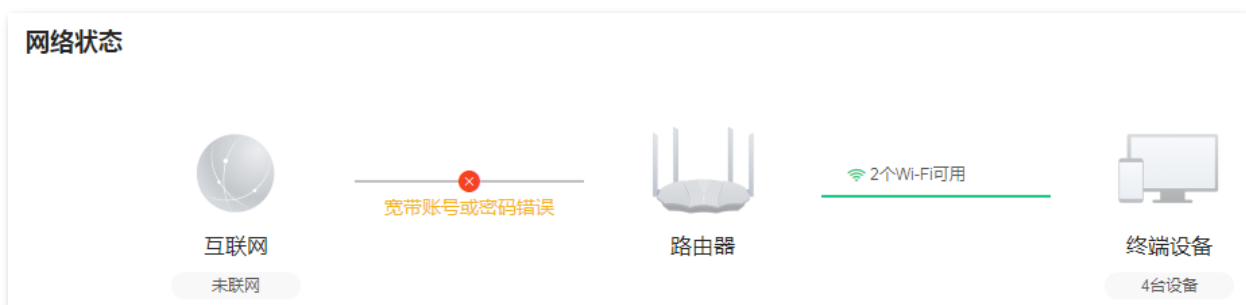 网络状态
2个Wi-Fi可用
宽带账号或密码错误
互联网
路由器
终端设备
未联网
4台设备